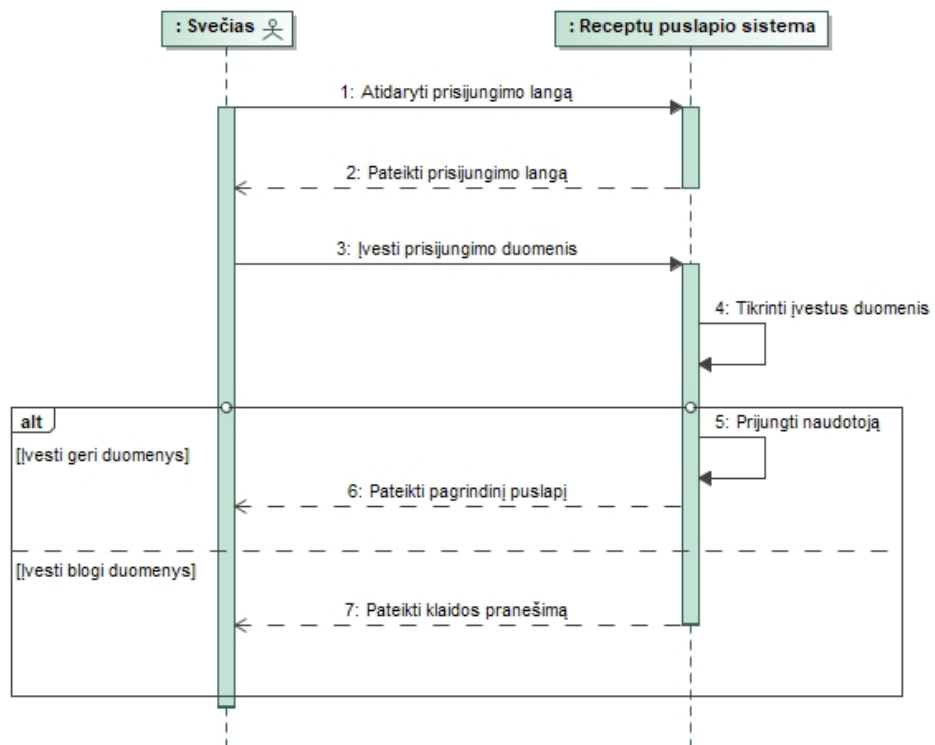 : Svečias
: Receptų puslapio sistema
1: Atidaryti prisijungimo langą
2: Pateikti prisijungimo langą
3: Įvesti prisijungimo duomenis
4: Tikrinti įvestus duomenis
alt
5: Prijungti naudotoją
[Įvesti geri duomenys]
6: Pateikti pagrindinį puslapį
[Įvesti blogi duomenys]
7: Pateikti klaidos pranešimą